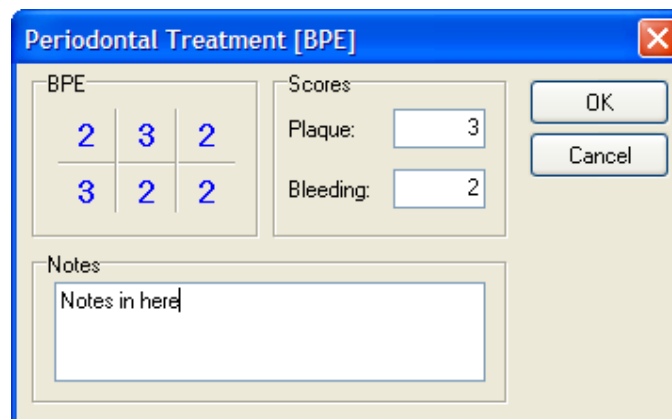 Periodontal Treatment [BPE]
BPE
2 3 2
3 2 2
Scores
Plaque: 3
Bleeding: 2
OK
Cancel
Notes
Notes in here